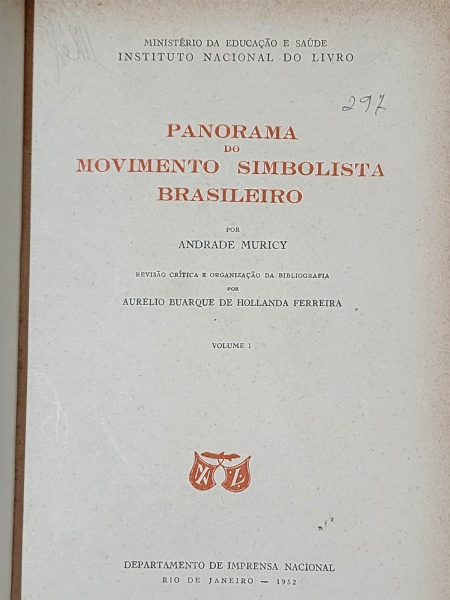 MINISTÉRIO DA EDUCAÇÃO E SAÚDE
INSTITUTO NACIONAL DO LIVRO
297
PANORAMA
DO
MOVIMENTO SIMBOLISTA
BRASILEIRO
POR
ANDRADE MURICY
REVISÃO CRÍTICA E ORGANIZAÇÃO DA BIBLIOGRAFIA
POR
AURELIO BUARQUE DE HOLLANDA FERREIRA
VOLUME 1
DEPARTAMENTO DE IMPRENSA NACIONAL
RIO DE JANEIRO — 1952